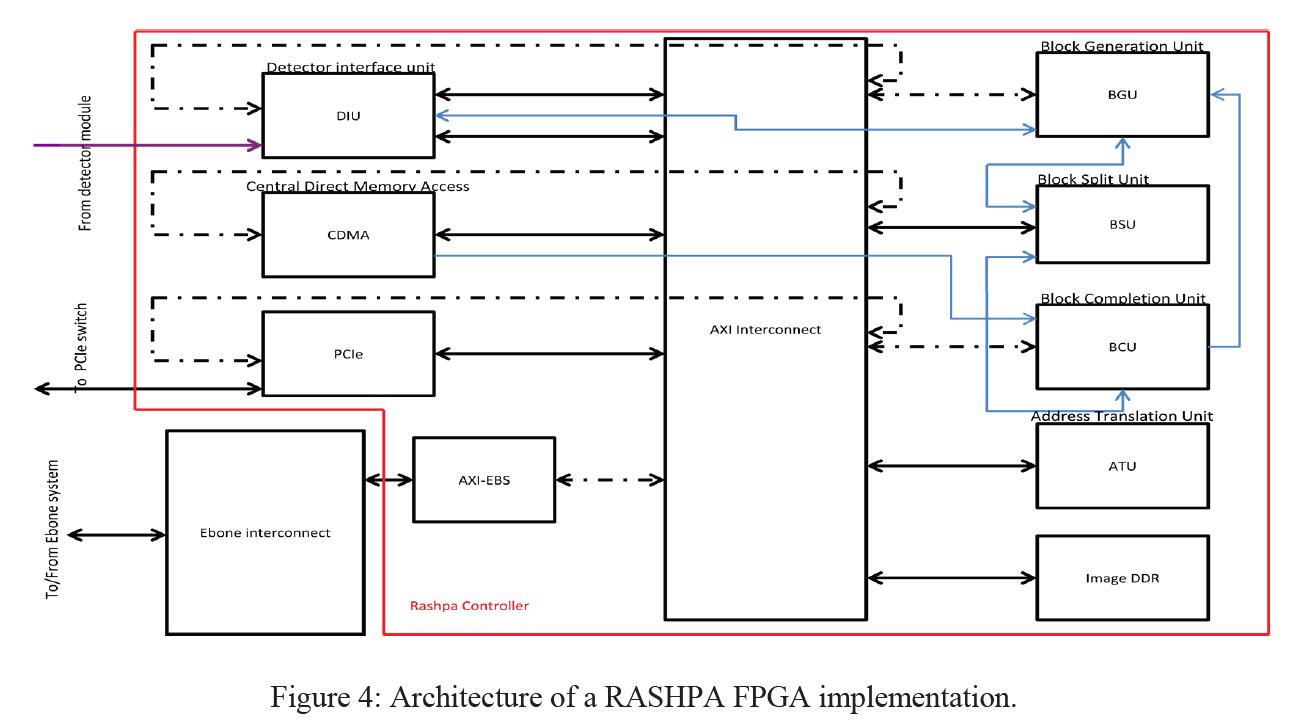 Block Generation Unit
Detector interface unit
DIU
BGU
From detector module
Central Direct Memory Access
Block Split Unit
CDMA
BSU
Block Completion Unit
To PCIe switch
AXI Interconnect
PCIe
BCU
Address Translation Unit
ATU
AXI-EBS
To/From Ebone system
Ebone interconnect
Image DDR
Rashpa Controller
Figure 4: Architecture of a RASHPA FPGA implementation.